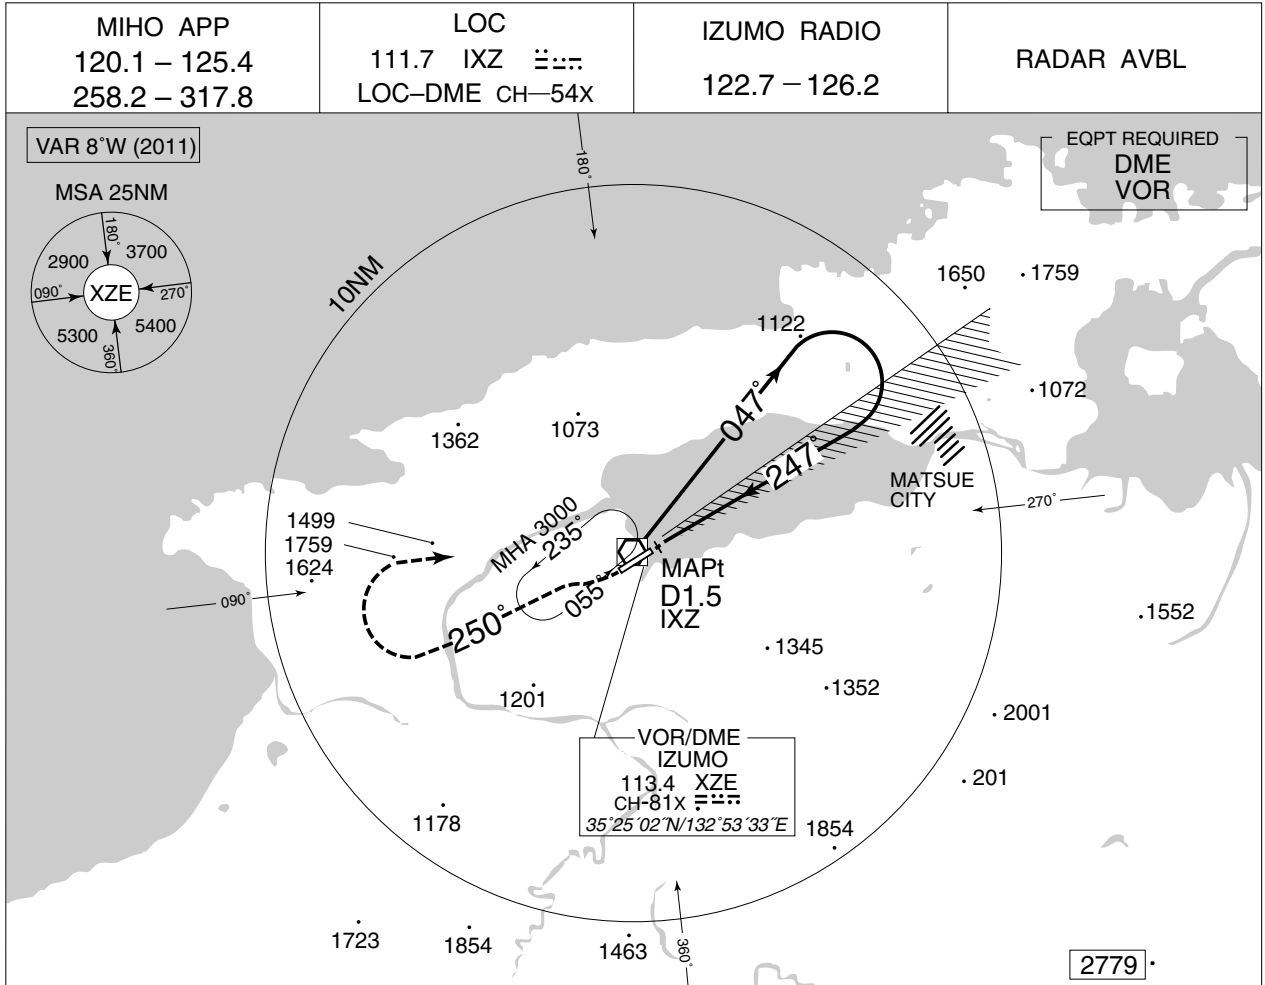 MIHO APP
120.1 – 125.4
258.2 – 317.8
LOC
111.7 IXZ
LOC–DME CH—54X
IZUMO RADIO
122.7 – 126.2
RADAR AVBL
VAR 8°W (2011)
MSA 25NM
180°
2900
3700
090°
XZE
270°
5300
5400
360°
180°
EQPT REQUIRED
DME
VOR
10NM
1650
1759
1122
1072
047°
1362
1073
247°
MATSUE
CITY
270°
1499
1759
1624
MHA 3000
235°
090°
055°
250°
MAPt
D1.5
IXZ
1552
1345
1352
1201
2001
201
VOR/DME
IZUMO
113.4 XZE
CH-81X
35°25´02˝N/132°53´33˝E
1178
1854
1723
1854
1463
360°
2779